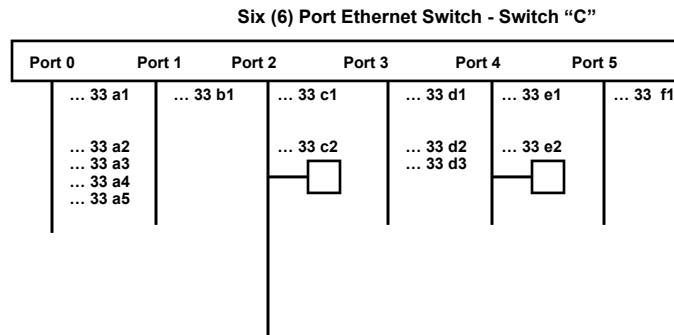 Six (6) Port Ethernet Switch - Switch “C”
Port 0 Port 1 Port 2 Port 3 Port 4 Port 5
… 33 a1 … 33 b1 … 33 c1 … 33 d1 … 33 e1 … 33 f1
… 33 a2 … 33 c2 … 33 d2 … 33 e2
… 33 a3 … 33 d3
… 33 a4
… 33 a5